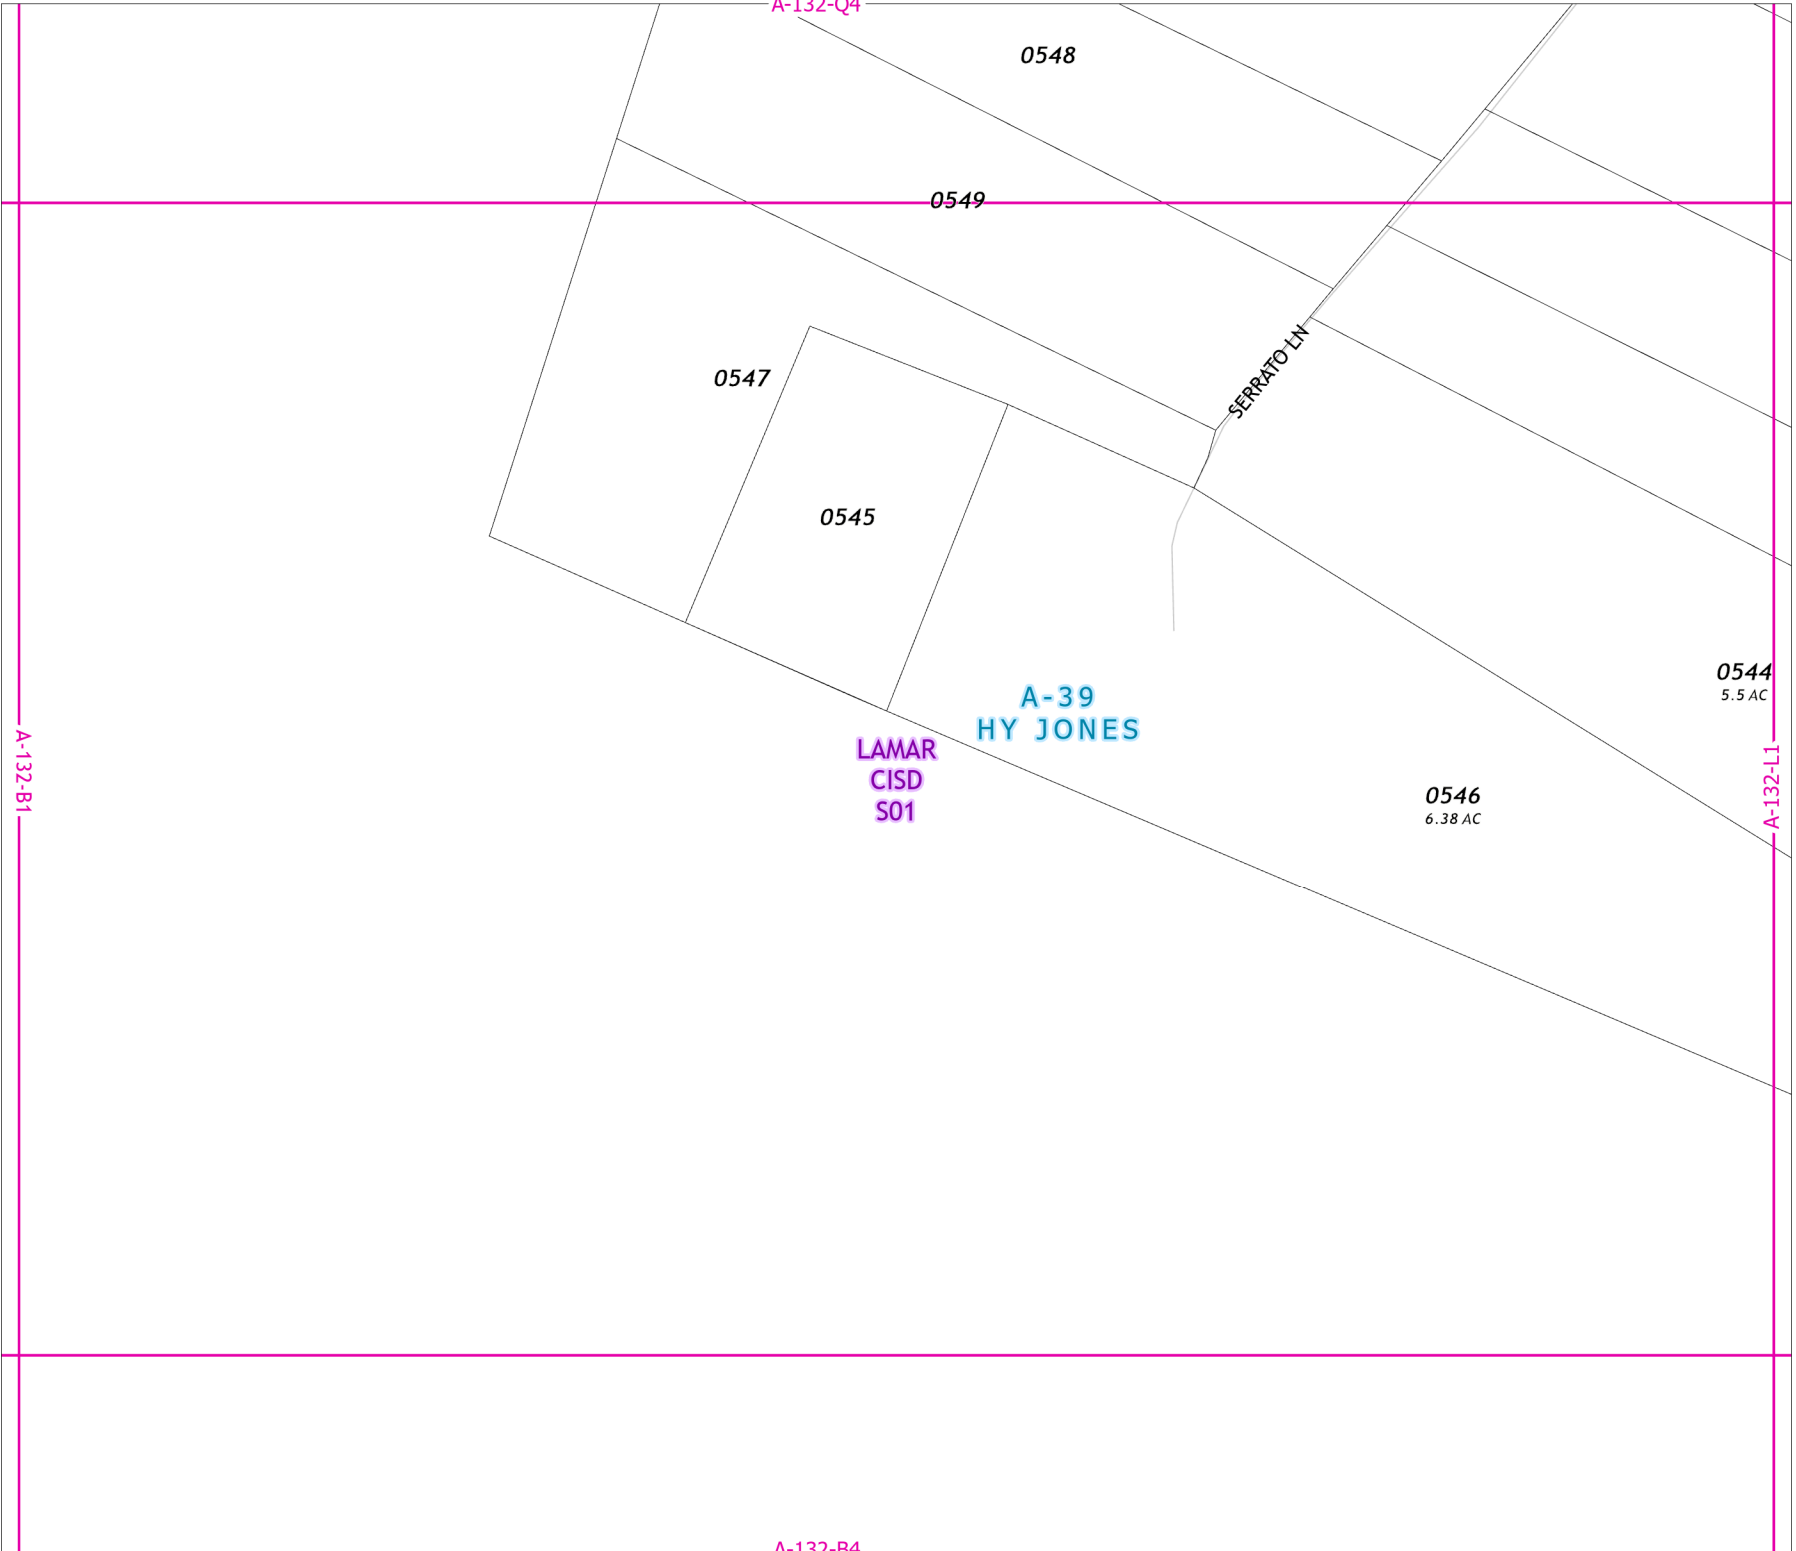 A-132-Q4
0548
0549
SERRATO LN
0547
0545
0544
5.5 AC
A-39
HY JONES
LAMAR
CISD
S01
A-132-B1
A-132-L1
0546
6.38 AC
A-132-B4